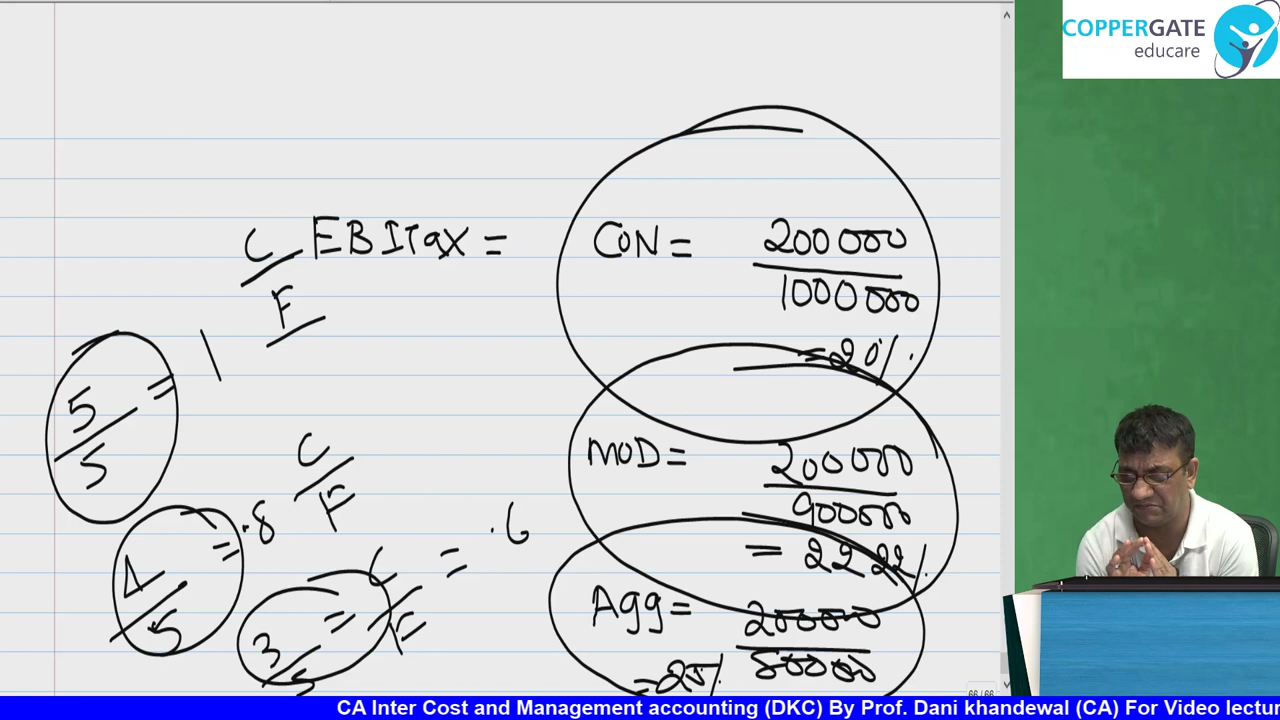 COPPERGATE
educare
C/F EBITax =
CON = 200000/1000000
= 20%
5/5 = 1
MOD = 200000/900000
= 22.22%
C/F
4/5 = .8
Agg = 200000/800000
= 25%
3/5 = C/F = .6
66/66
CA Inter Cost and Management accounting (DKC) By Prof. Dani khandewal (CA) For Video lectur